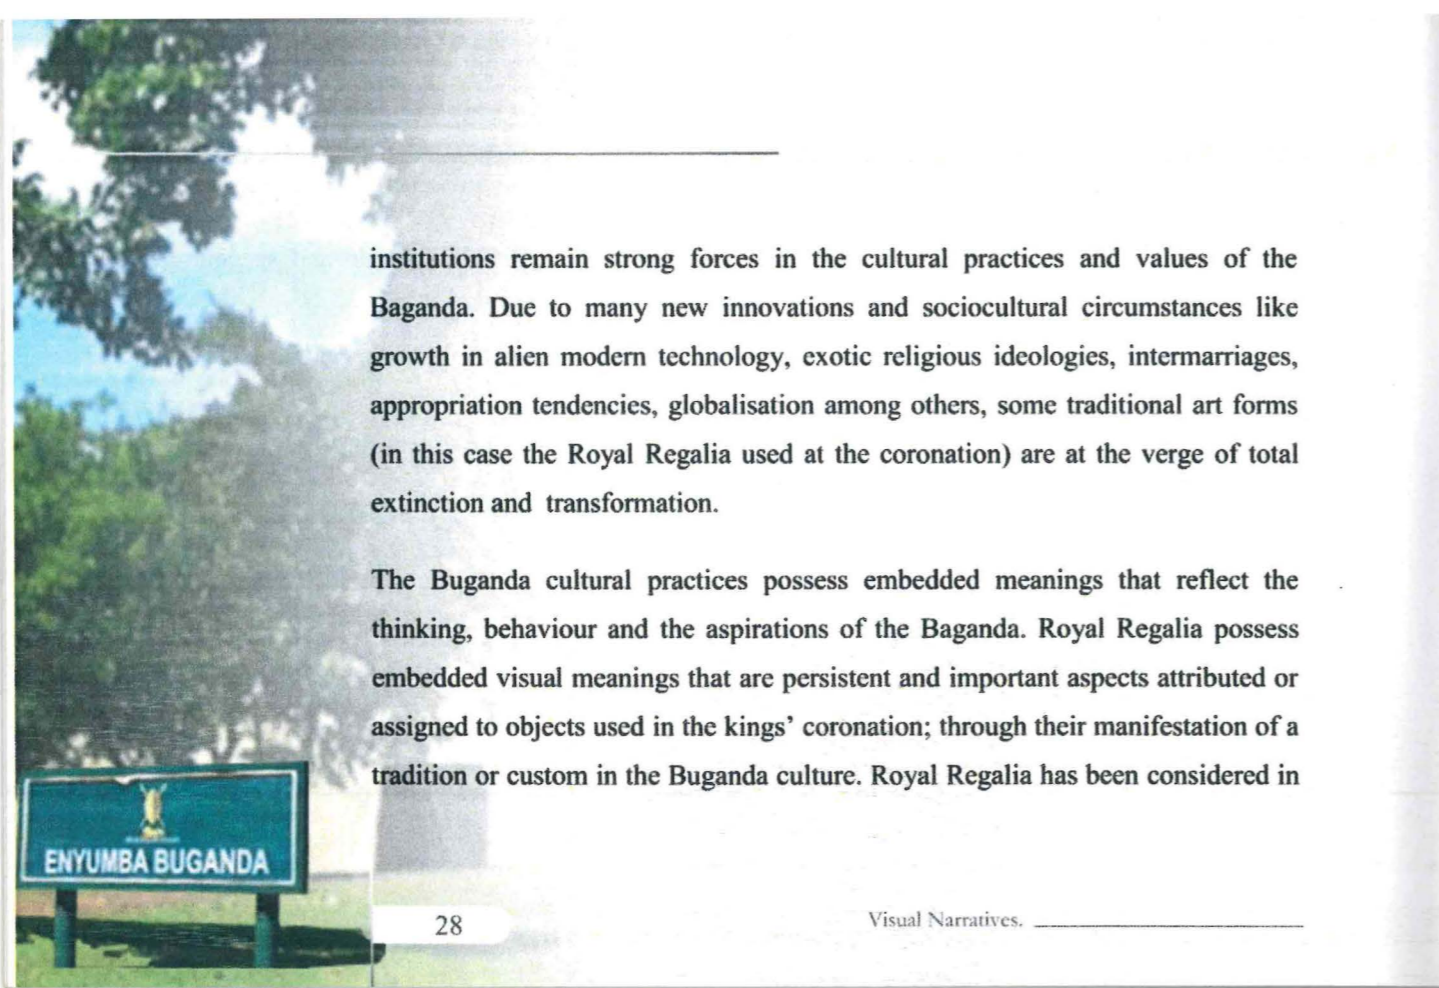 institutions remain strong forces in the cultural practices and values of the
Baganda. Due to many new innovations and sociocultural circumstances like
growth in alien modern technology, exotic religious ideologies, intermarriages,
appropriation tendencies, globalisation among others, some traditional art forms
(in this case the Royal Regalia used at the coronation) are at the verge of total
extinction and transformation.
The Buganda cultural practices possess embedded meanings that reflect the
thinking, behaviour and the aspirations of the Baganda. Royal Regalia possess
embedded visual meanings that are persistent and important aspects attributed or
assigned to objects used in the kings' coronation; through their manifestation of a
tradition or custom in the Buganda culture. Royal Regalia has been considered in
ENYUMBA BUGANDA
28
Visual Narratives.